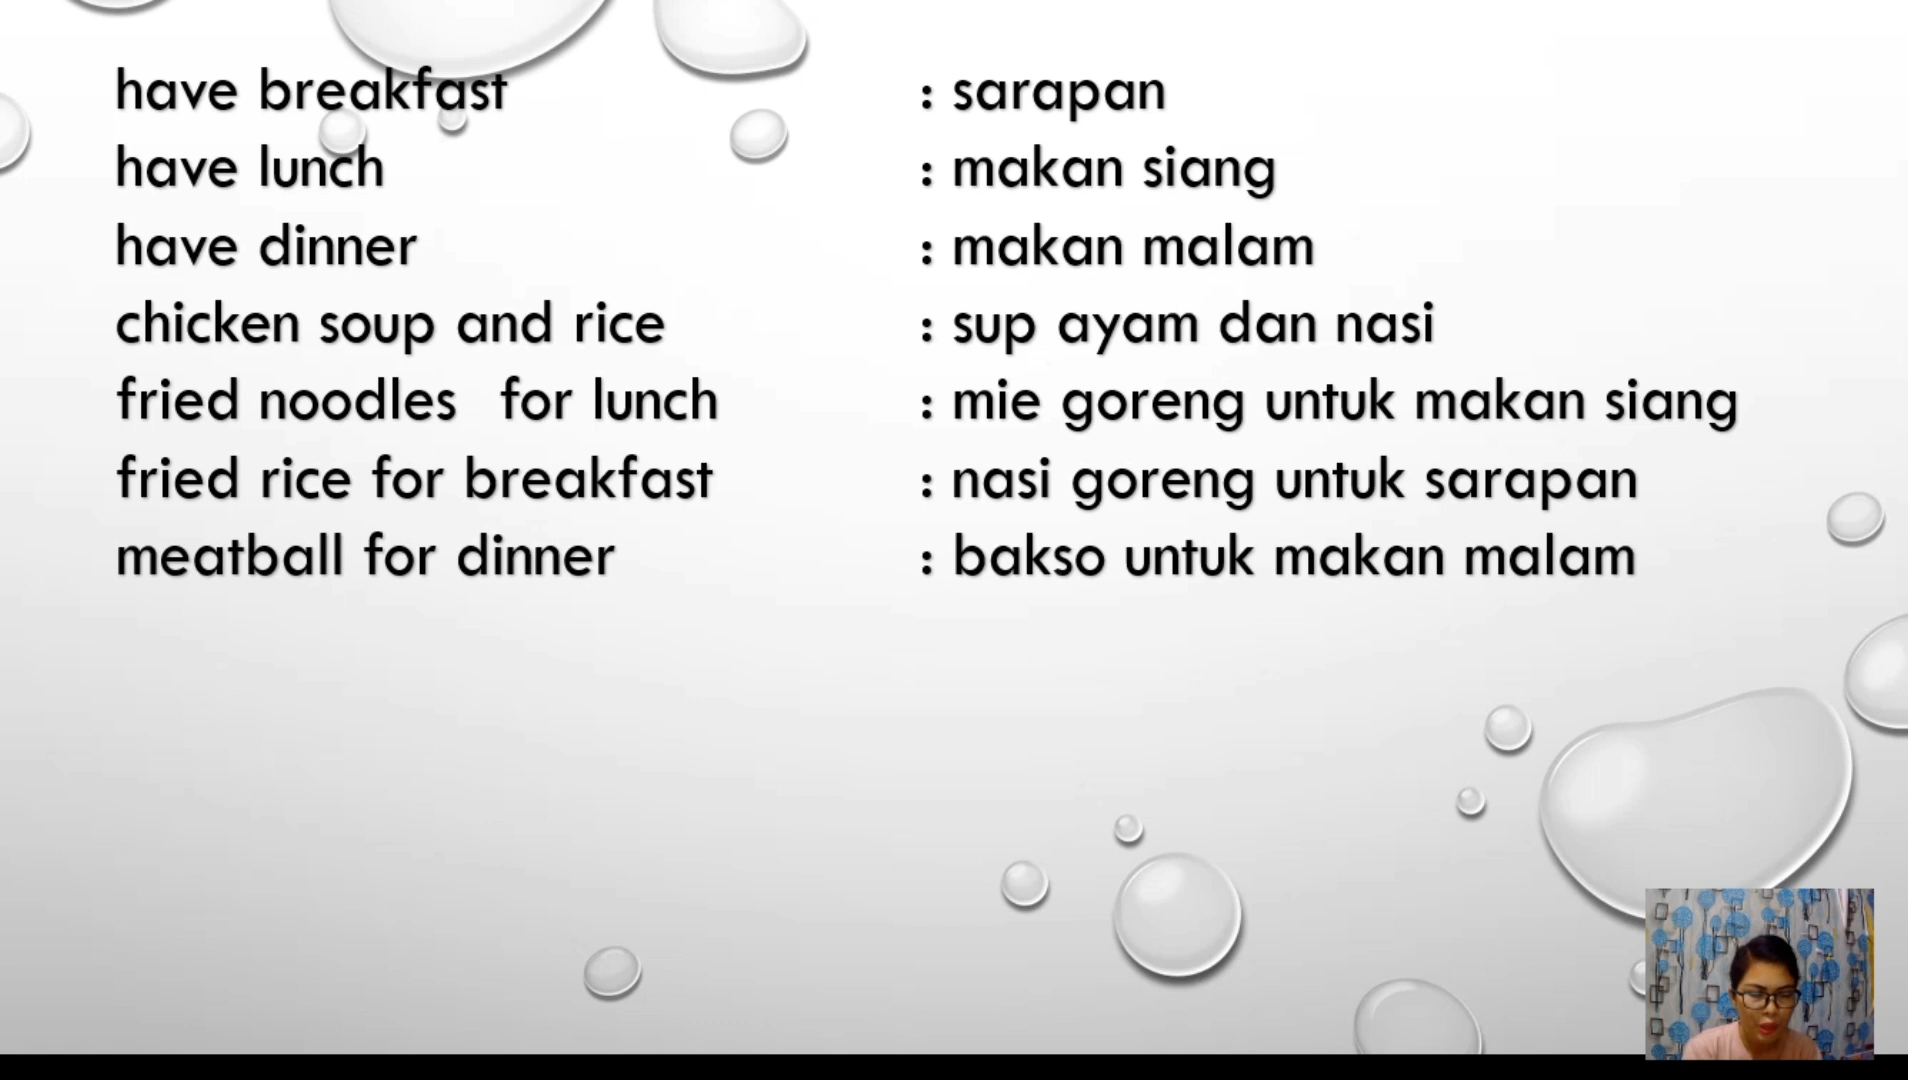 have breakfast : sarapan
have lunch : makan siang
have dinner : makan malam
chicken soup and rice : sup ayam dan nasi
fried noodles  for lunch : mie goreng untuk makan siang
fried rice for breakfast : nasi goreng untuk sarapan
meatball for dinner : bakso untuk makan malam